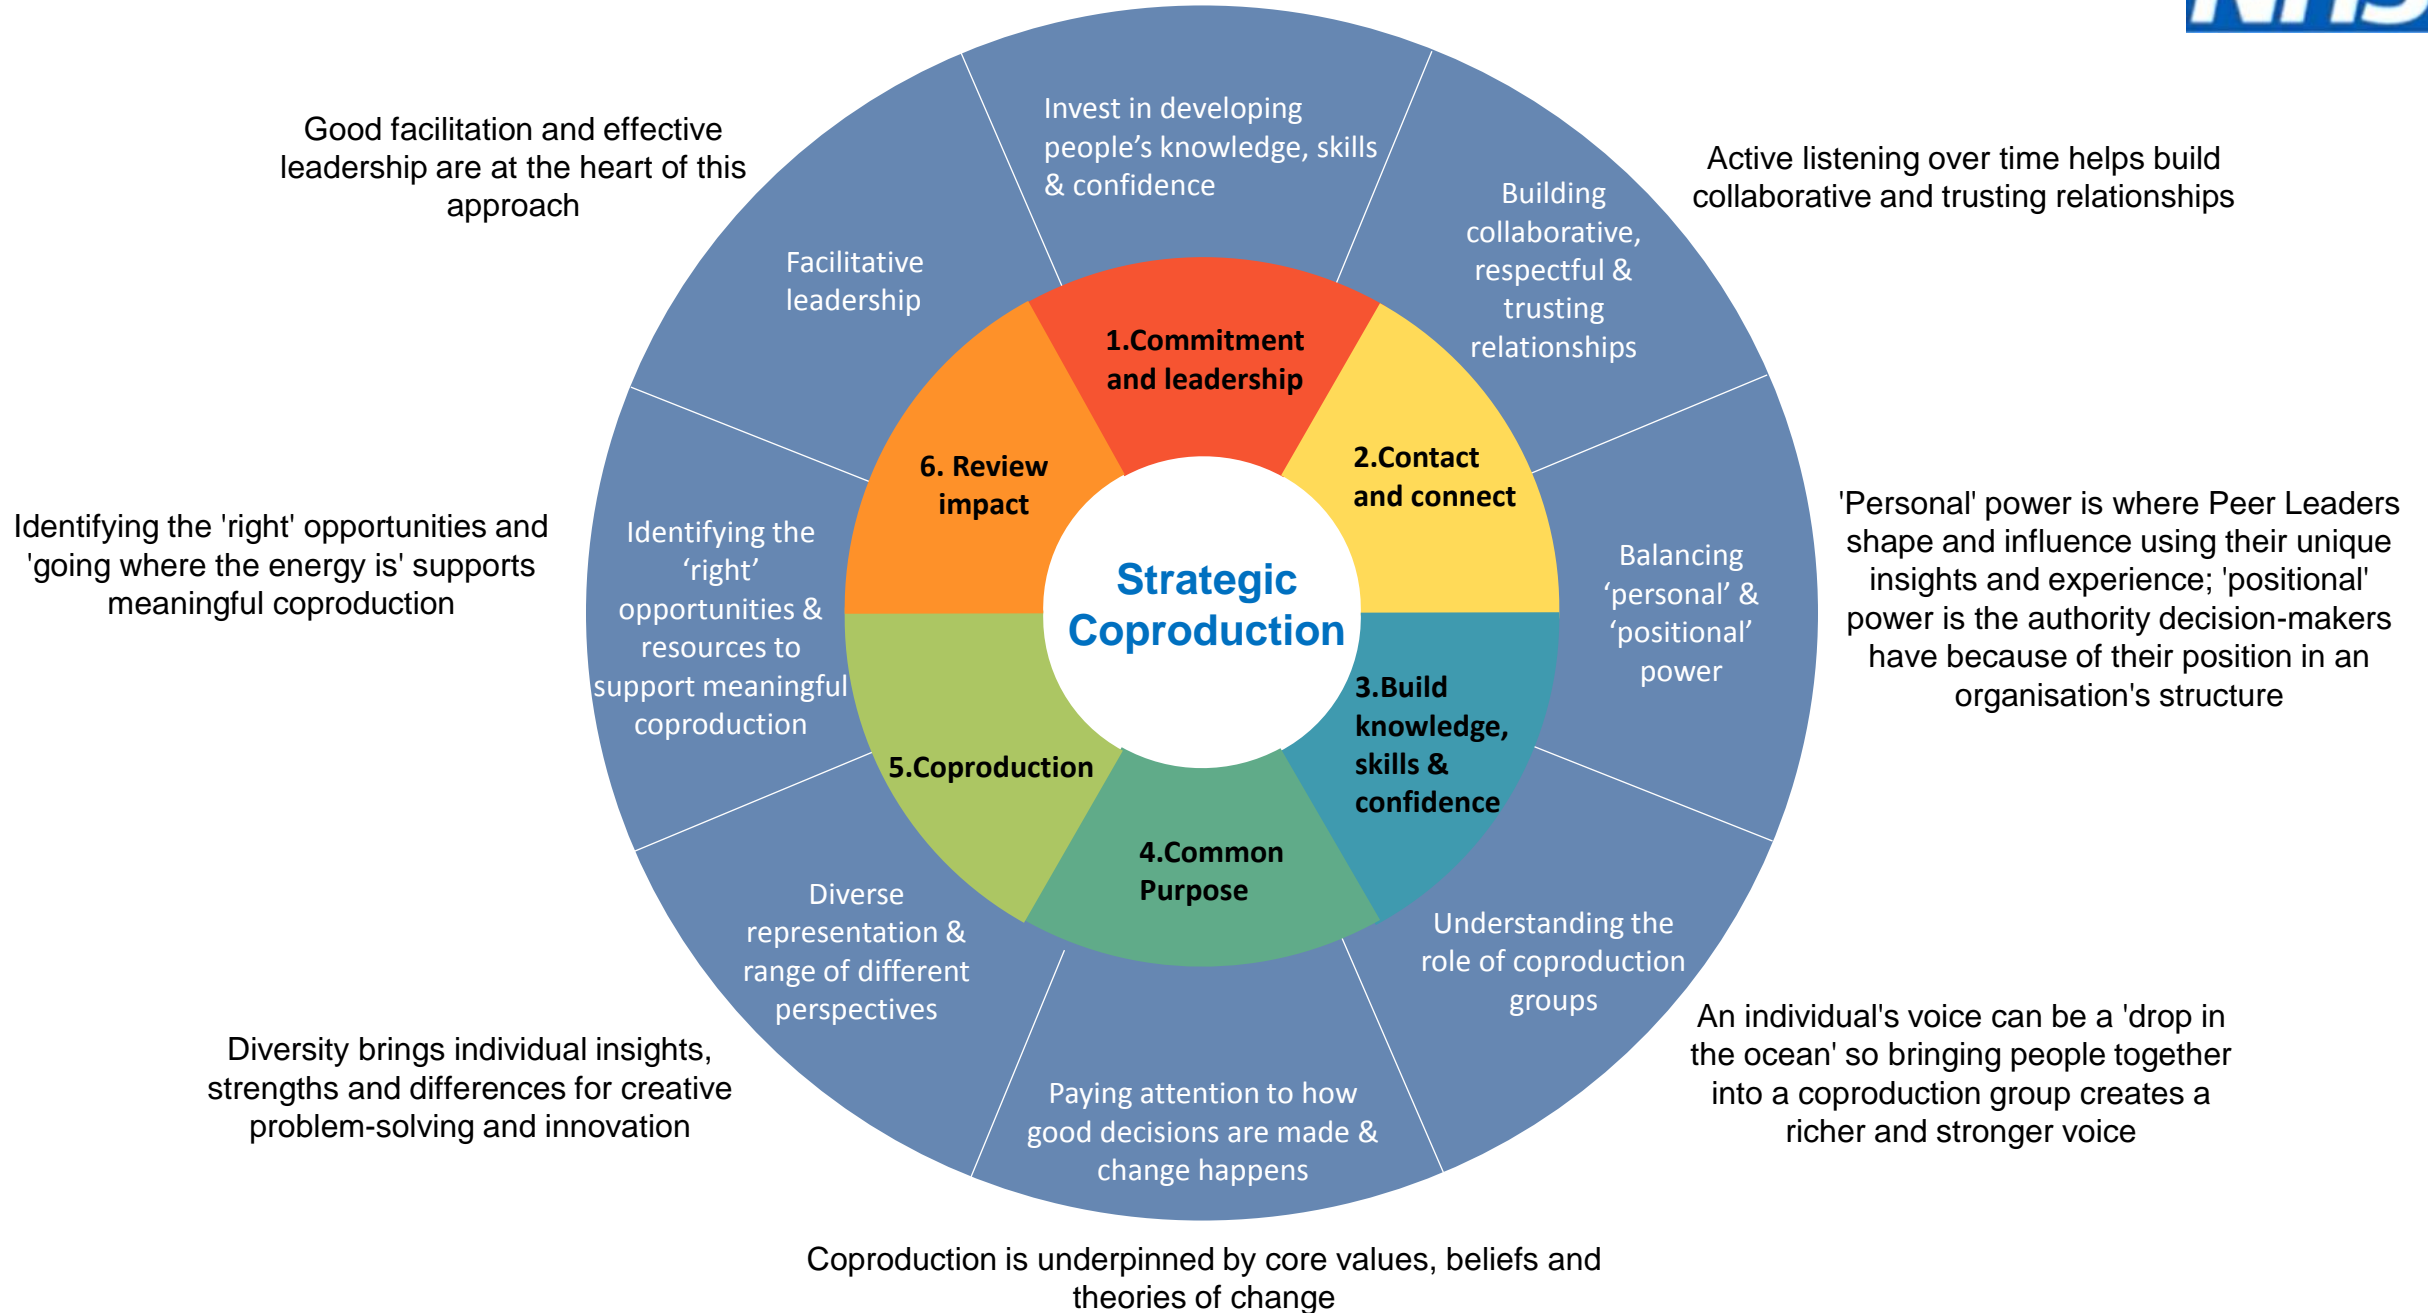 NHS
Invest in developing
people’s knowledge, skills
& confidence
Good facilitation and effective
leadership are at the heart of this
approach
Active listening over time helps build
collaborative and trusting relationships
Building
collaborative,
respectful &
trusting
relationships
Facilitative
leadership
1.Commitment
and leadership
2.Contact
and connect
6. Review
impact
Identifying the 'right' opportunities and
'going where the energy is' supports
meaningful coproduction
Identifying the
‘right’
opportunities &
resources to
support meaningful
coproduction
Strategic
Coproduction
Balancing
‘personal’ &
‘positional’
power
'Personal' power is where Peer Leaders
shape and influence using their unique
insights and experience; 'positional'
power is the authority decision-makers
have because of their position in an
organisation's structure
3.Build
knowledge,
skills &
confidence
5.Coproduction
4.Common
Purpose
Diverse
representation &
range of different
perspectives
Understanding the
role of coproduction
groups
Diversity brings individual insights,
strengths and differences for creative
problem-solving and innovation
Paying attention to how
good decisions are made &
change happens
An individual's voice can be a 'drop in
the ocean' so bringing people together
into a coproduction group creates a
richer and stronger voice
Coproduction is underpinned by core values, beliefs and
theories of change